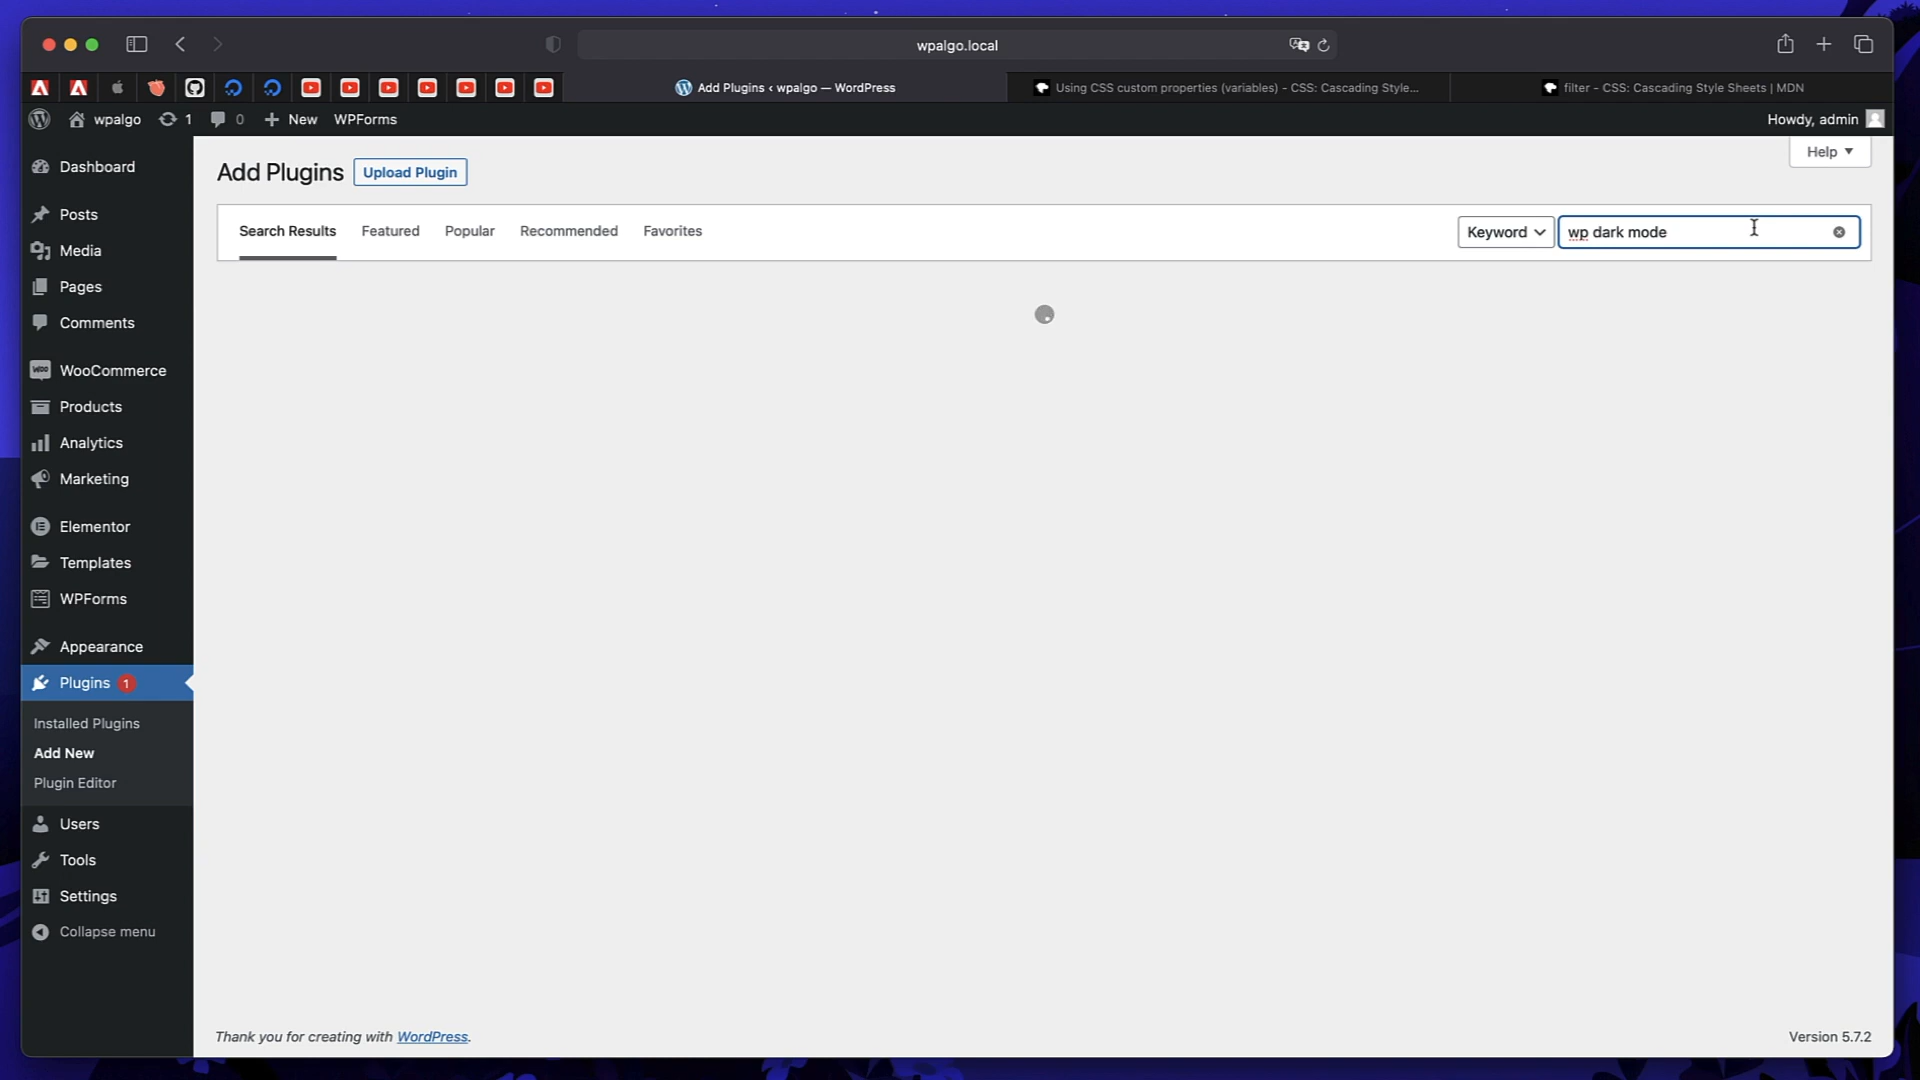 wpalgo.local
Add Plugins ‹ wpalgo — WordPress
Using CSS custom properties (variables) - CSS: Cascading Style...
filter - CSS: Cascading Style Sheets | MDN
wpalgo
1
0
New
WPForms
Howdy, admin
Help
Dashboard
Posts
Media
Pages
Comments
WooCommerce
Products
Analytics
Marketing
Elementor
Templates
WPForms
Appearance
Plugins 1
Installed Plugins
Add New
Plugin Editor
Users
Tools
Settings
Collapse menu
Add Plugins
Upload Plugin
Search Results
Featured
Popular
Recommended
Favorites
Keyword
wp dark mode
Thank you for creating with WordPress.
Version 5.7.2